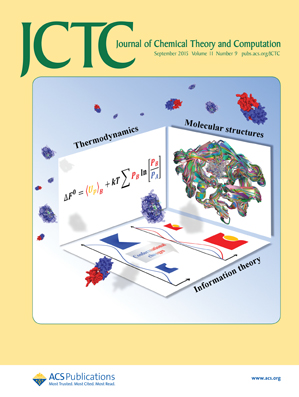 JCTC
Journal of Chemical Theory and Computation
September 2015 Volume 11 Number 9 pubs.acs.org/JCTC
Thermodynamics
Molecular structures
Information theory
ACS Publications
Most Trusted. Most Cited. Most Read.
www.acs.org